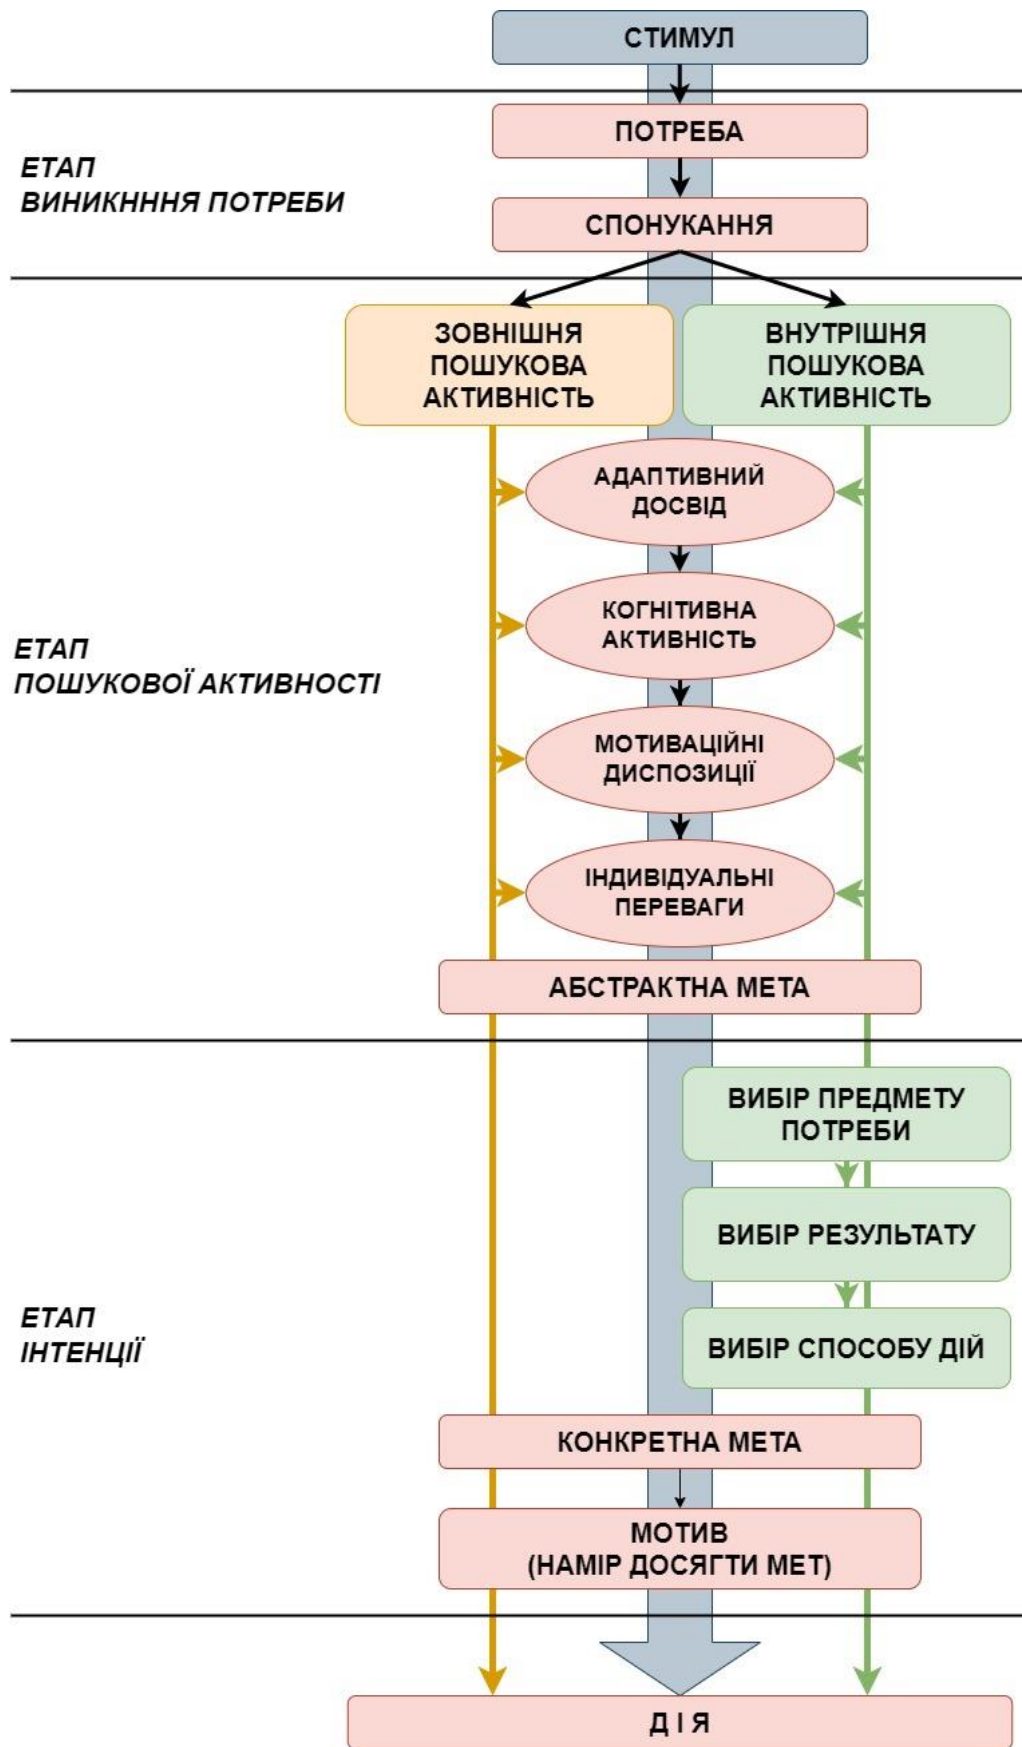 СТИМУЛ
ПОТРЕБА
ЕТАП
ВИНИКНННЯ ПОТРЕБИ
СПОНУКАННЯ
ЗОВНІШНЯ
ПОШУКОВА
АКТИВНІСТЬ
ВНУТРІШНЯ
ПОШУКОВА
АКТИВНІСТЬ
АДАПТИВНИЙ
ДОСВІД
КОГНІТИВНА
АКТИВНІСТЬ
ЕТАП
ПОШУКОВОЇ АКТИВНОСТІ
МОТИВАЦІЙНІ
ДИСПОЗИЦІЇ
ІНДИВІДУАЛЬНІ
ПЕРЕВАГИ
АБСТРАКТНА МЕТА
ВИБІР ПРЕДМЕТУ
ПОТРЕБИ
ВИБІР РЕЗУЛЬТАТУ
ЕТАП
ІНТЕНЦІЇ
ВИБІР СПОСОБУ ДІЙ
КОНКРЕТНА МЕТА
МОТИВ
(НАМІР ДОСЯГТИ МЕТ)
Д І Я